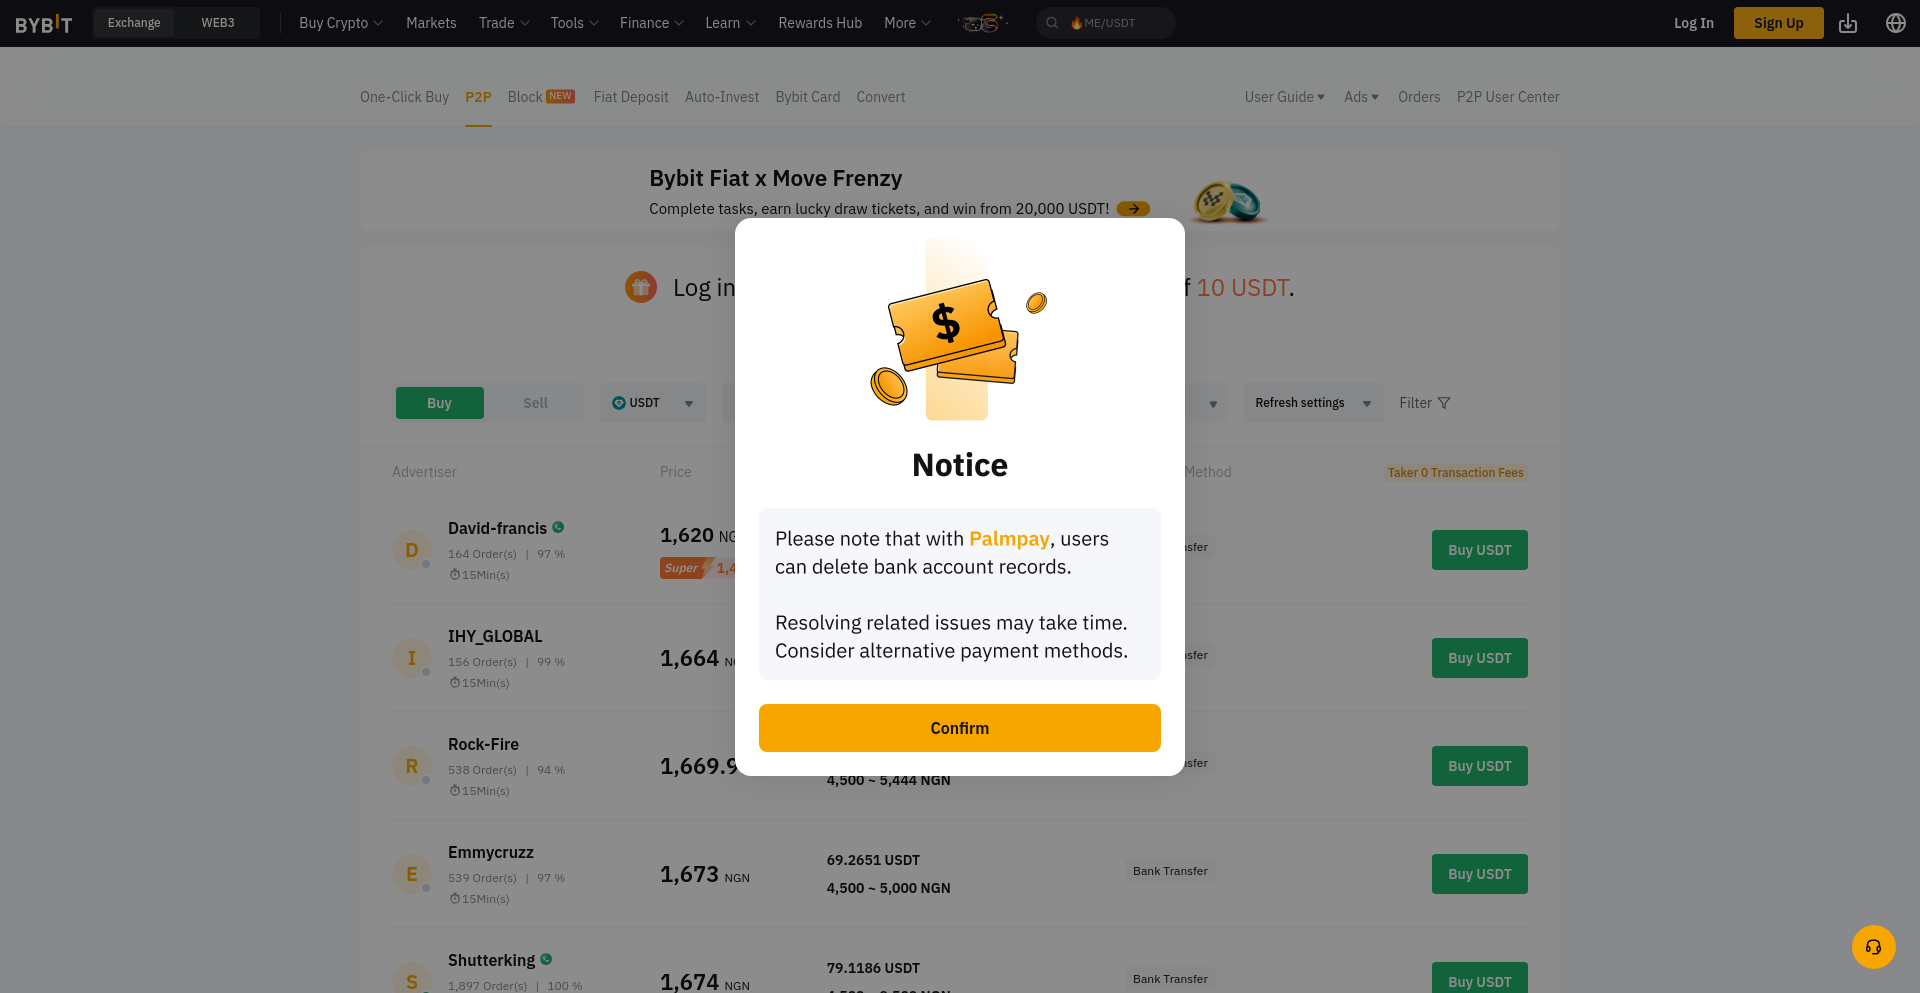 BYBIT Exchange WEB3 Buy Crypto Markets Trade Tools Finance Learn Rewards Hub More ME/USDT Log In Sign Up
One-Click Buy P2P Block NEW Fiat Deposit Auto-Invest Bybit Card Convert User Guide Ads Orders P2P User Center
Bybit Fiat x Move Frenzy
Complete tasks, earn lucky draw tickets, and win from 20,000 USDT!
Log in 10 USDT.
Buy Sell USDT Refresh settings Filter
Advertiser Price Method Taker 0 Transaction Fees
$
Notice
Please note that with Palmpay, users
can delete bank account records.
Resolving related issues may take time.
Consider alternative payment methods.
Confirm
David-francis
164 Order(s) | 97 %
15Min(s)
1,620
Super
Buy USDT
IHY_GLOBAL
156 Order(s) | 99 %
15Min(s)
1,664
Buy USDT
Rock-Fire
538 Order(s) | 94 %
15Min(s)
1,669.9
4,500 ~ 5,444 NGN
Buy USDT
Emmycruzz
539 Order(s) | 97 %
15Min(s)
1,673 NGN
69.2651 USDT
4,500 ~ 5,000 NGN
Bank Transfer
Buy USDT
Shutterking
1,897 Order(s) | 100 %
1,674 NGN
79.1186 USDT
Bank Transfer
Buy USDT
D
I
R
E
S